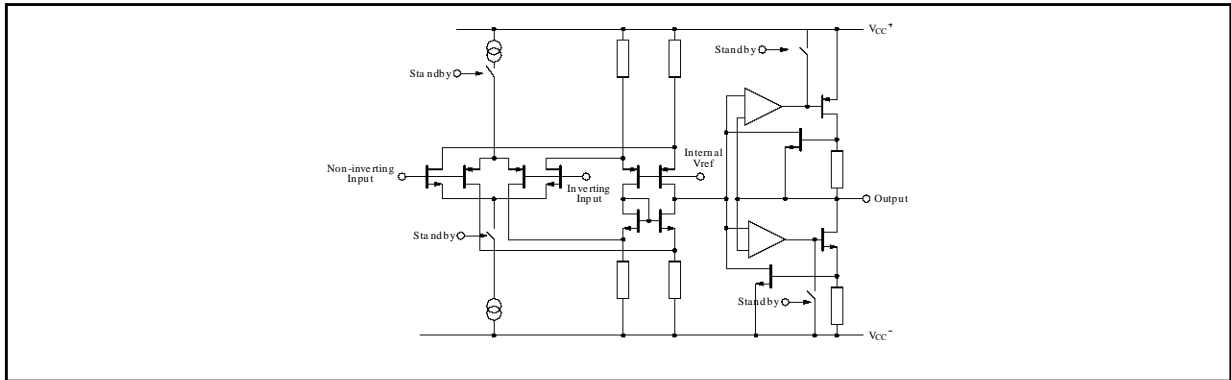 VCC+
Standby
Standby
Internal
Vref
Non-inverting
Input
Inverting
Input
Output
Standby
Standby
VCC-